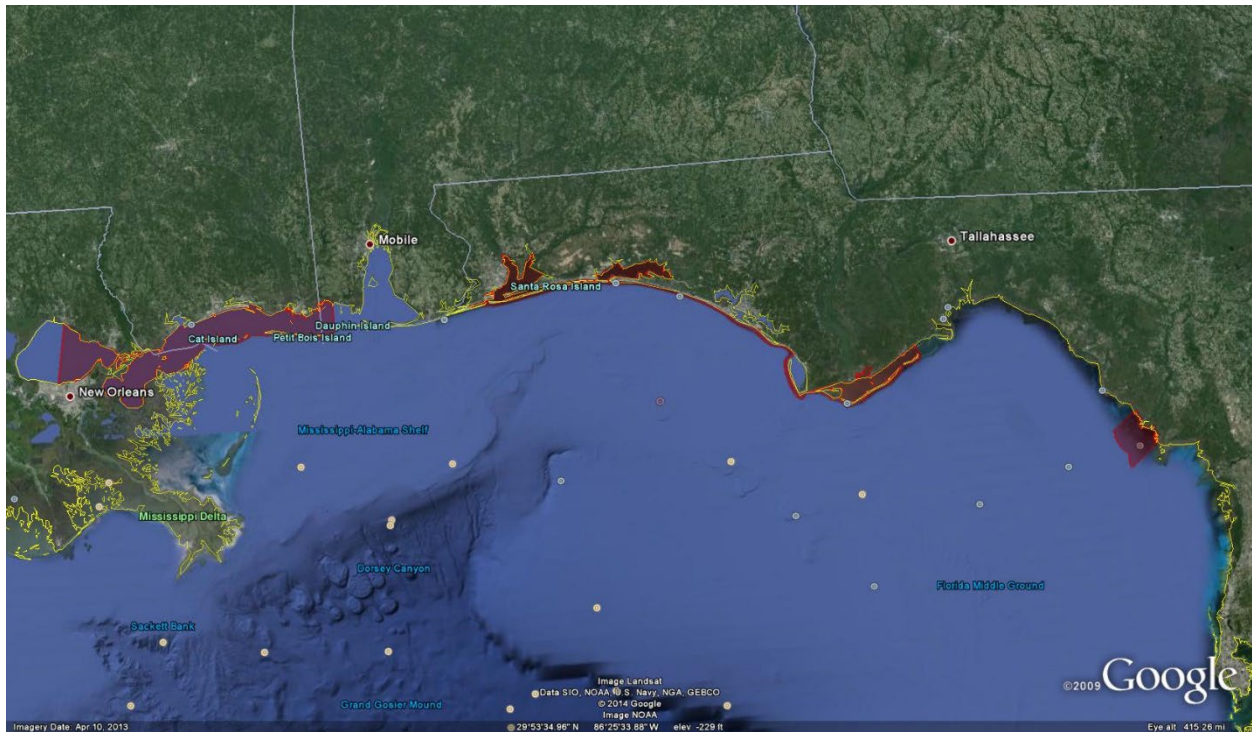 Mobile
Tallahassee
Santa Rosa Island
Dauphin Island
Cat Island
Petit Bois Island
New Orleans
Mississippi-Alabama Shelf
Mississippi Delta
Dorsey Canyon
Florida Middle Ground
Sackett Bank
Grand Gosier Mound
Image Landsat
Data SIO, NOAA, U.S. Navy, NGA, GEBCO
© 2014 Google
Image NOAA
©2009 Google
Imagery Date: Apr 10, 2013 29°53'34.96" N 86°25'33.88" W elev -229 ft Eye alt 415.26 mi